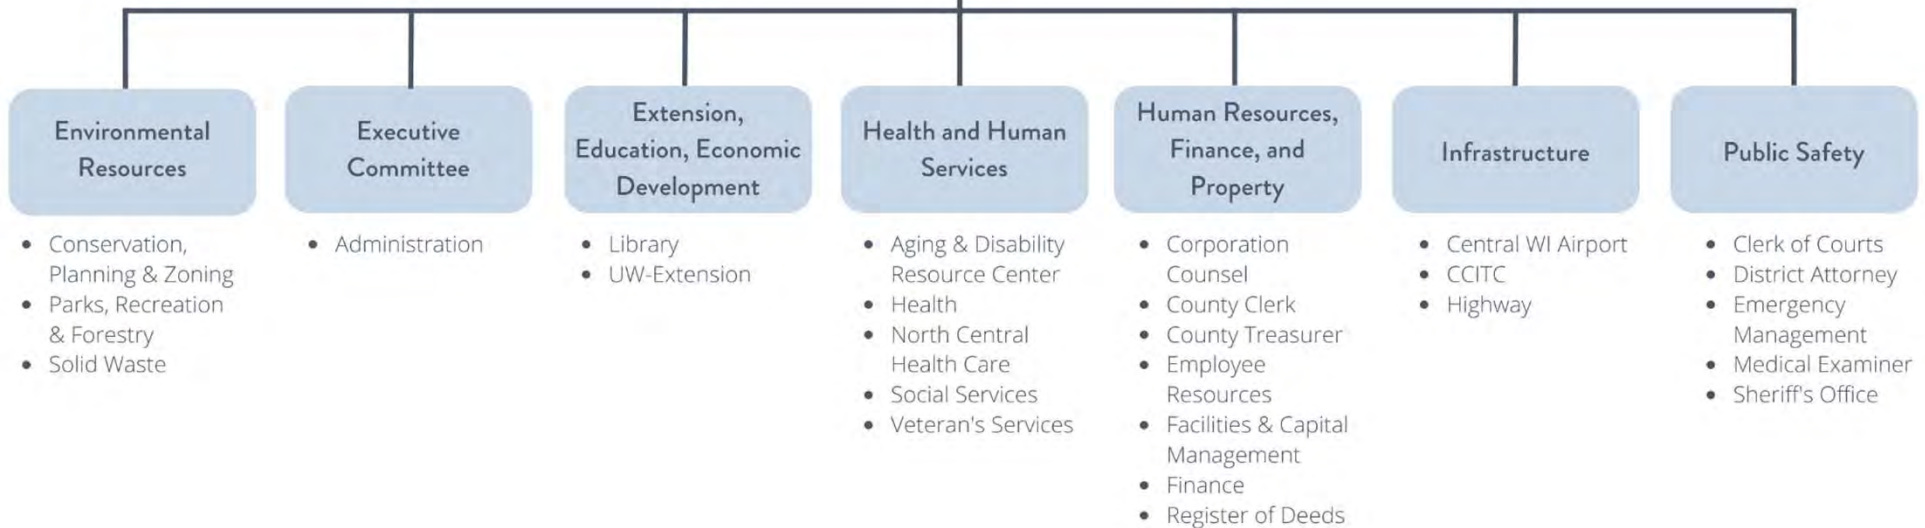 Environmental
Resources
• Conservation,
Planning & Zoning
• Parks, Recreation
& Forestry
• Solid Waste
Executive
Committee
• Administration
Extension,
Education, Economic
Development
• Library
• UW-Extension
Health and Human
Services
• Aging & Disability
Resource Center
• Health
• North Central
Health Care
• Social Services
• Veteran's Services
Human Resources,
Finance, and
Property
• Corporation
Counsel
• County Clerk
• County Treasurer
• Employee
Resources
• Facilities & Capital
Management
• Finance
• Register of Deeds
Infrastructure
• Central WI Airport
• CCITC
• Highway
Public Safety
• Clerk of Courts
• District Attorney
• Emergency
Management
• Medical Examiner
• Sheriff's Office